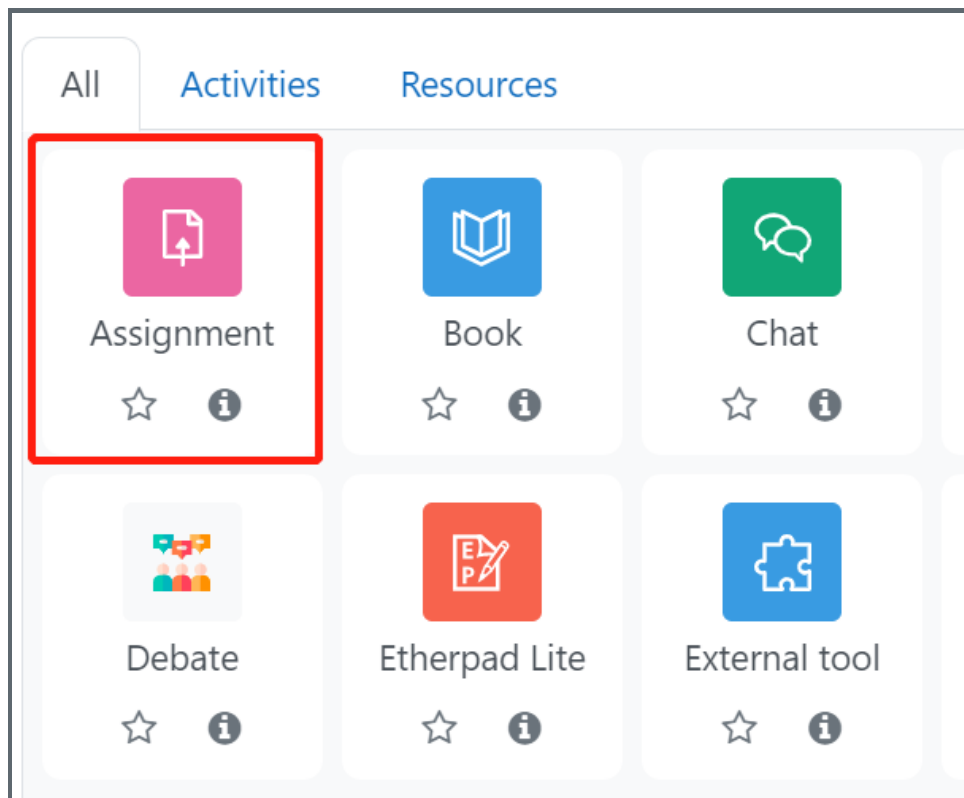 All Activities Resources
Assignment Book Chat
Debate Etherpad Lite External tool